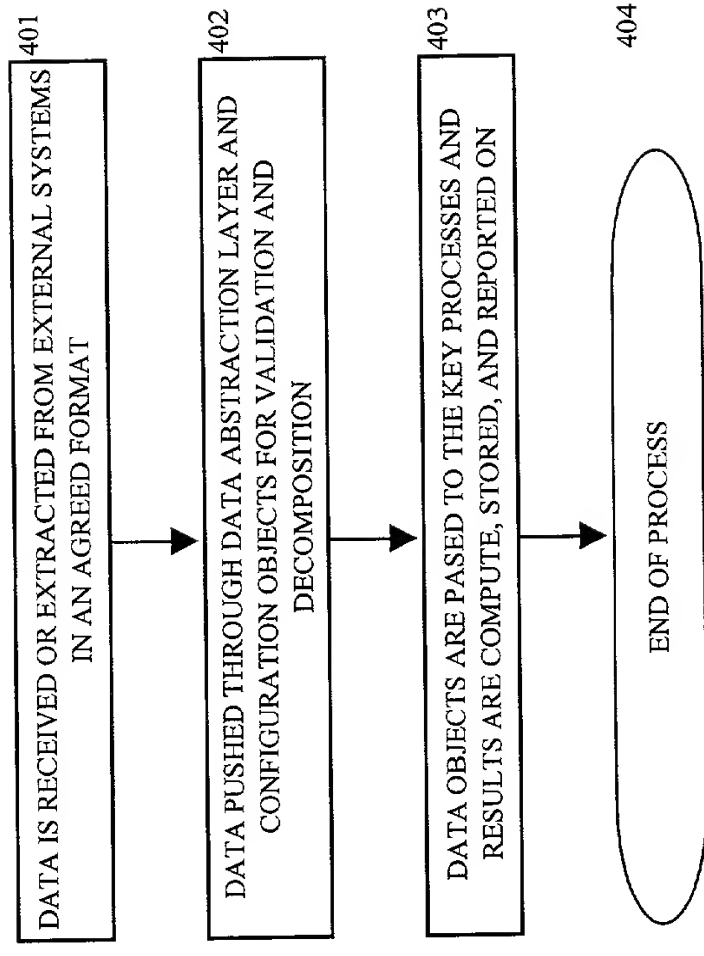 401
DATA IS RECEIVED OR EXTRACTED FROM EXTERNAL SYSTEMS
IN AN AGREED FORMAT
402
DATA PUSHED THROUGH DATA ABSTRACTION LAYER AND
CONFIGURATION OBJECTS FOR VALIDATION AND
DECOMPOSITION
403
DATA OBJECTS ARE PASED TO THE KEY PROCESSES AND
RESULTS ARE COMPUTE, STORED, AND REPORTED ON
404
END OF PROCESS